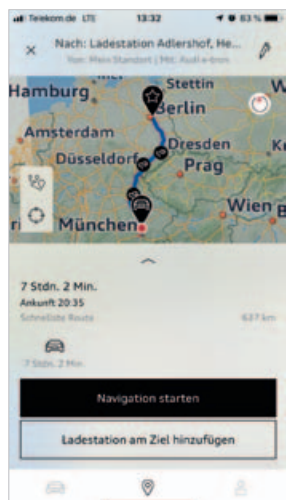 Telekom.de LTE 13:32 83 %
Nach: Ladestation Adlershof, He...
Von: Mein Standort | Mit: Audi e-tron
Stettin
Hamburg
Berlin
Amsterdam
Dresden
Düsseldorf
Prag
Wien
München
7 Stdn. 2 Min.
Ankunft 20:35
Schnellste Route 637 km
7 Stdn. 2 Min.
Navigation starten
Ladestation am Ziel hinzufügen